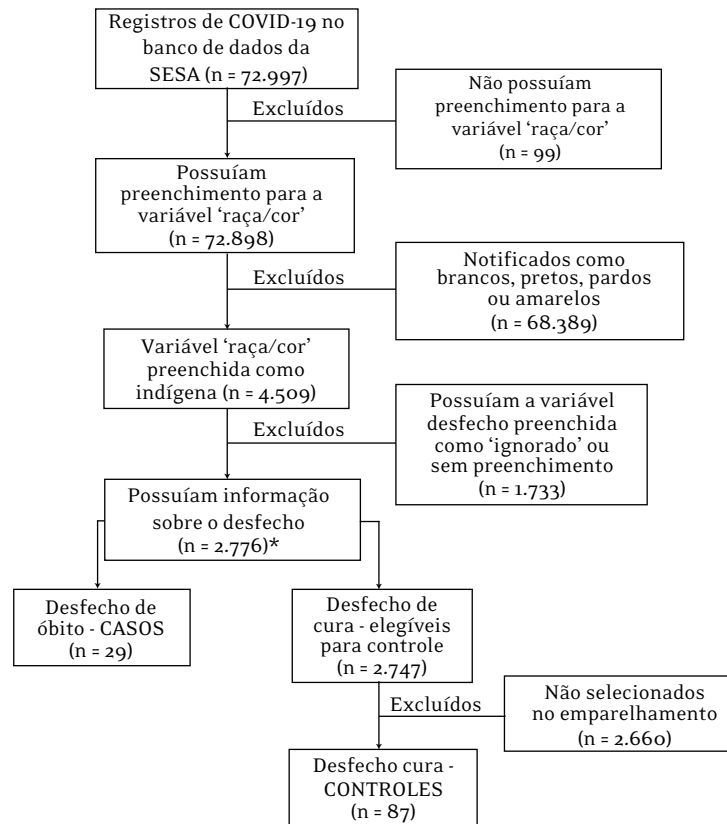 Registros de COVID-19 no
banco de dados da
SESA (n = 72.997)
Excluídos
Não possuíam
preenchimento para a
variável ‘raça/cor’
(n = 99)
Possuíam
preenchimento para a
variável ‘raça/cor’
(n = 72.898)
Excluídos
Notificados como
brancos, pretos, pardos
ou amarelos
(n = 68.389)
Variável ‘raça/cor’
preenchida como
indígena (n = 4.509)
Excluídos
Possuíam a variável
desfecho preenchida
como ‘ignorado’ ou
sem preenchimento
(n = 1.733)
Possuíam informação
sobre o desfecho
(n = 2.776)*
Desfecho de
óbito - CASOS
(n = 29)
Desfecho de
cura - elegíveis
para controle
(n = 2.747)
Excluídos
Não selecionados
no emparelhamento
(n = 2.660)
Desfecho cura -
CONTROLES
(n = 87)